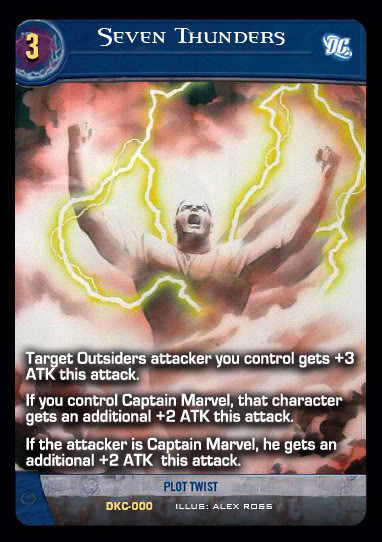 3
Seven Thunders
DC
Target Outsiders attacker you control gets +3
ATK this attack.
If you control Captain Marvel, that character
gets an additional +2 ATK this attack.
If the attacker is Captain Marvel, he gets an
additional +2 ATK this attack.
PLOT TWIST
DKC-000 ILLUS: ALEX ROSS